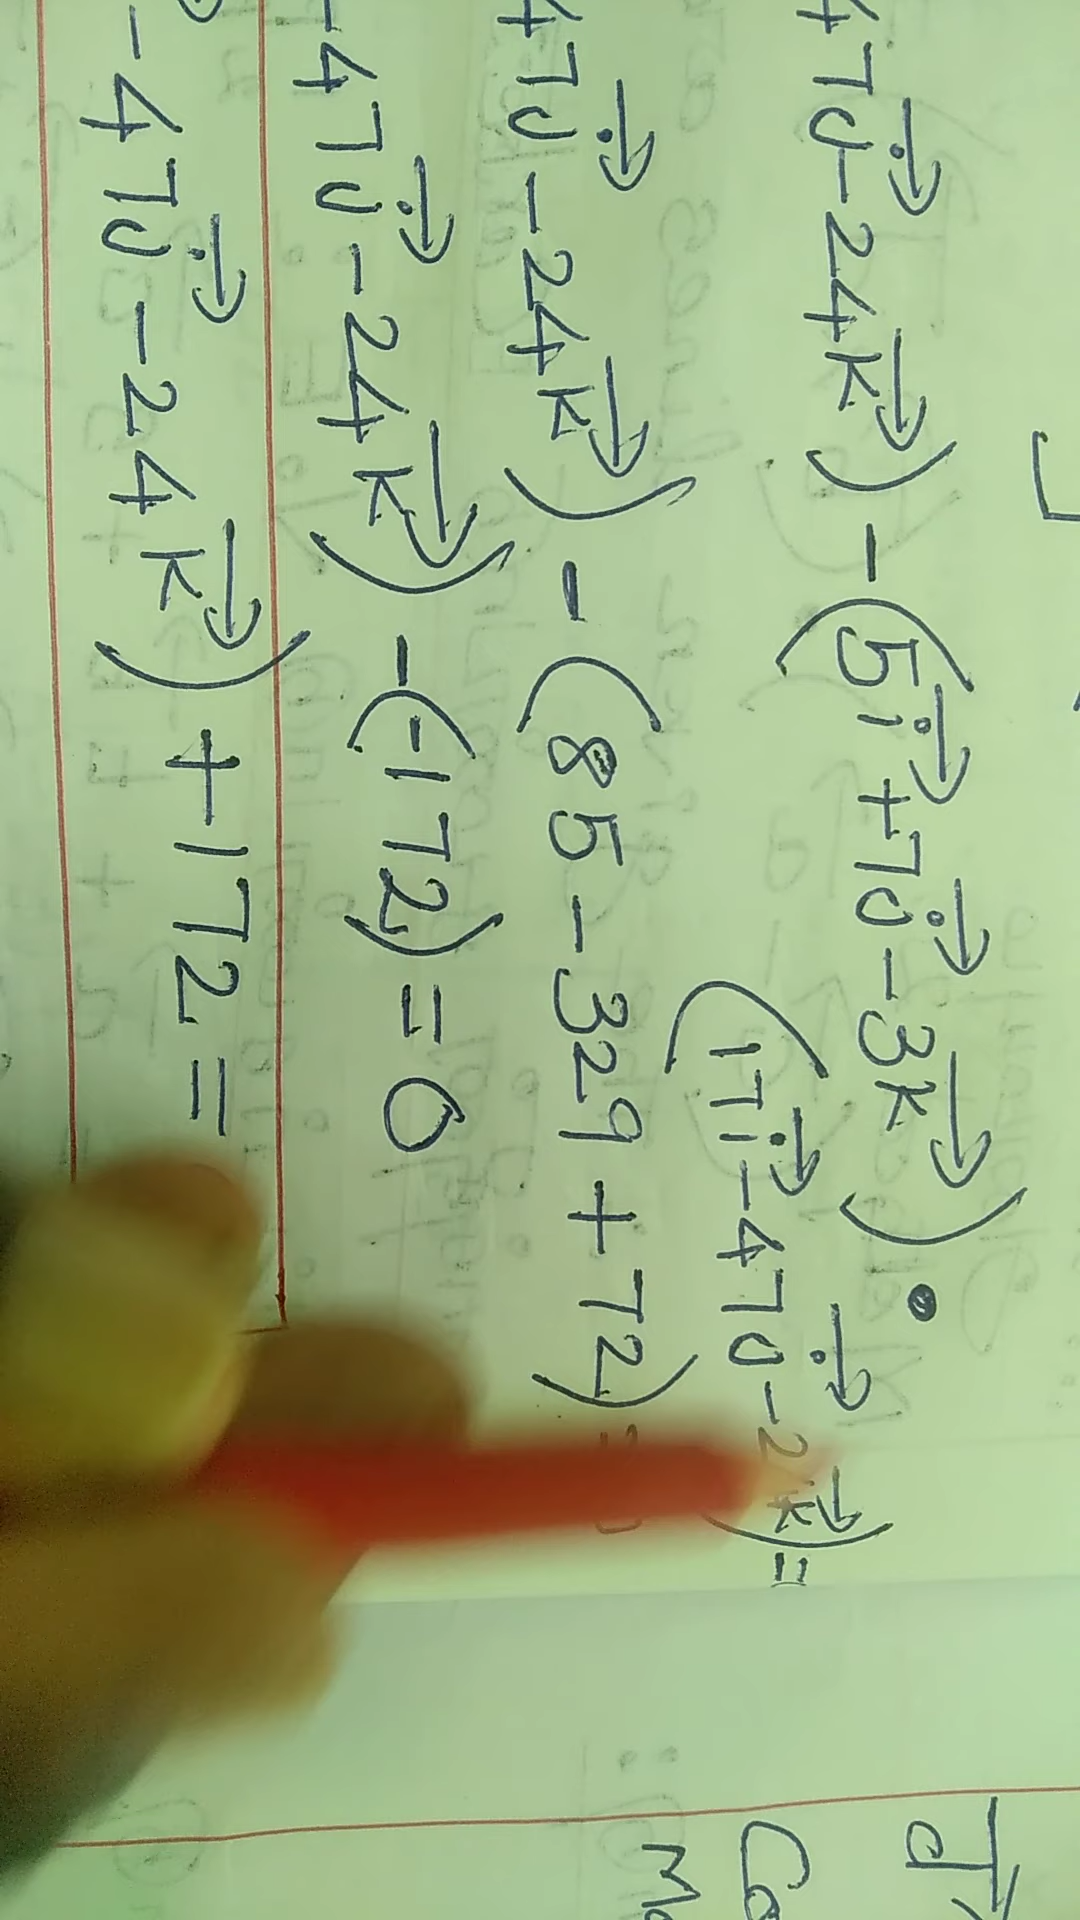 47j⃗ - 24k⃗) - (5i⃗ + 7j⃗ - 3k⃗) •
(17i⃗ - 47j⃗ - 24k⃗) =
47j⃗ - 24k⃗) - (85 - 329 + 72)
-47j⃗ - 24k⃗) - (-172) = 0
-47j⃗ - 24k⃗) + 172 =